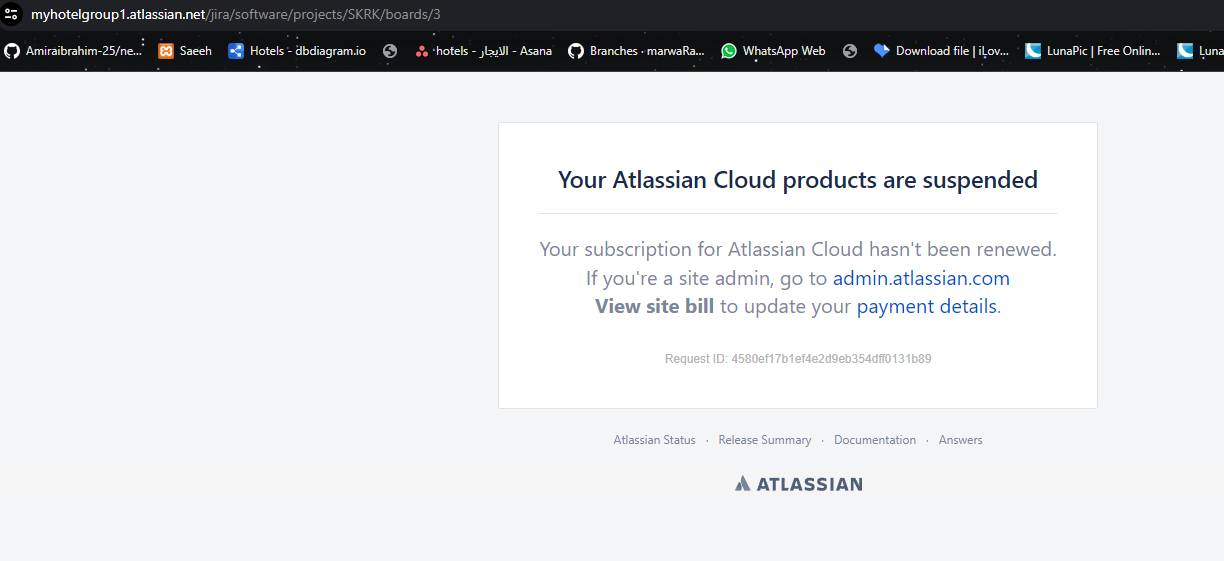 myhotelgroup1.atlassian.net/jira/software/projects/SKRK/boards/3
Amiraibrahim-25/ne... Saeeh Hotels - dbdiagram.io hotels - الايجار - Asana Branches · marwaRa... WhatsApp Web Download file | iLov... LunaPic | Free Onlin... Luna
Your Atlassian Cloud products are suspended
Your subscription for Atlassian Cloud hasn't been renewed.
If you're a site admin, go to admin.atlassian.com
View site bill to update your payment details.
Request ID: 4580ef17b1ef4e2d9eb354dff0131b89
Atlassian Status · Release Summary · Documentation · Answers
ATLASSIAN